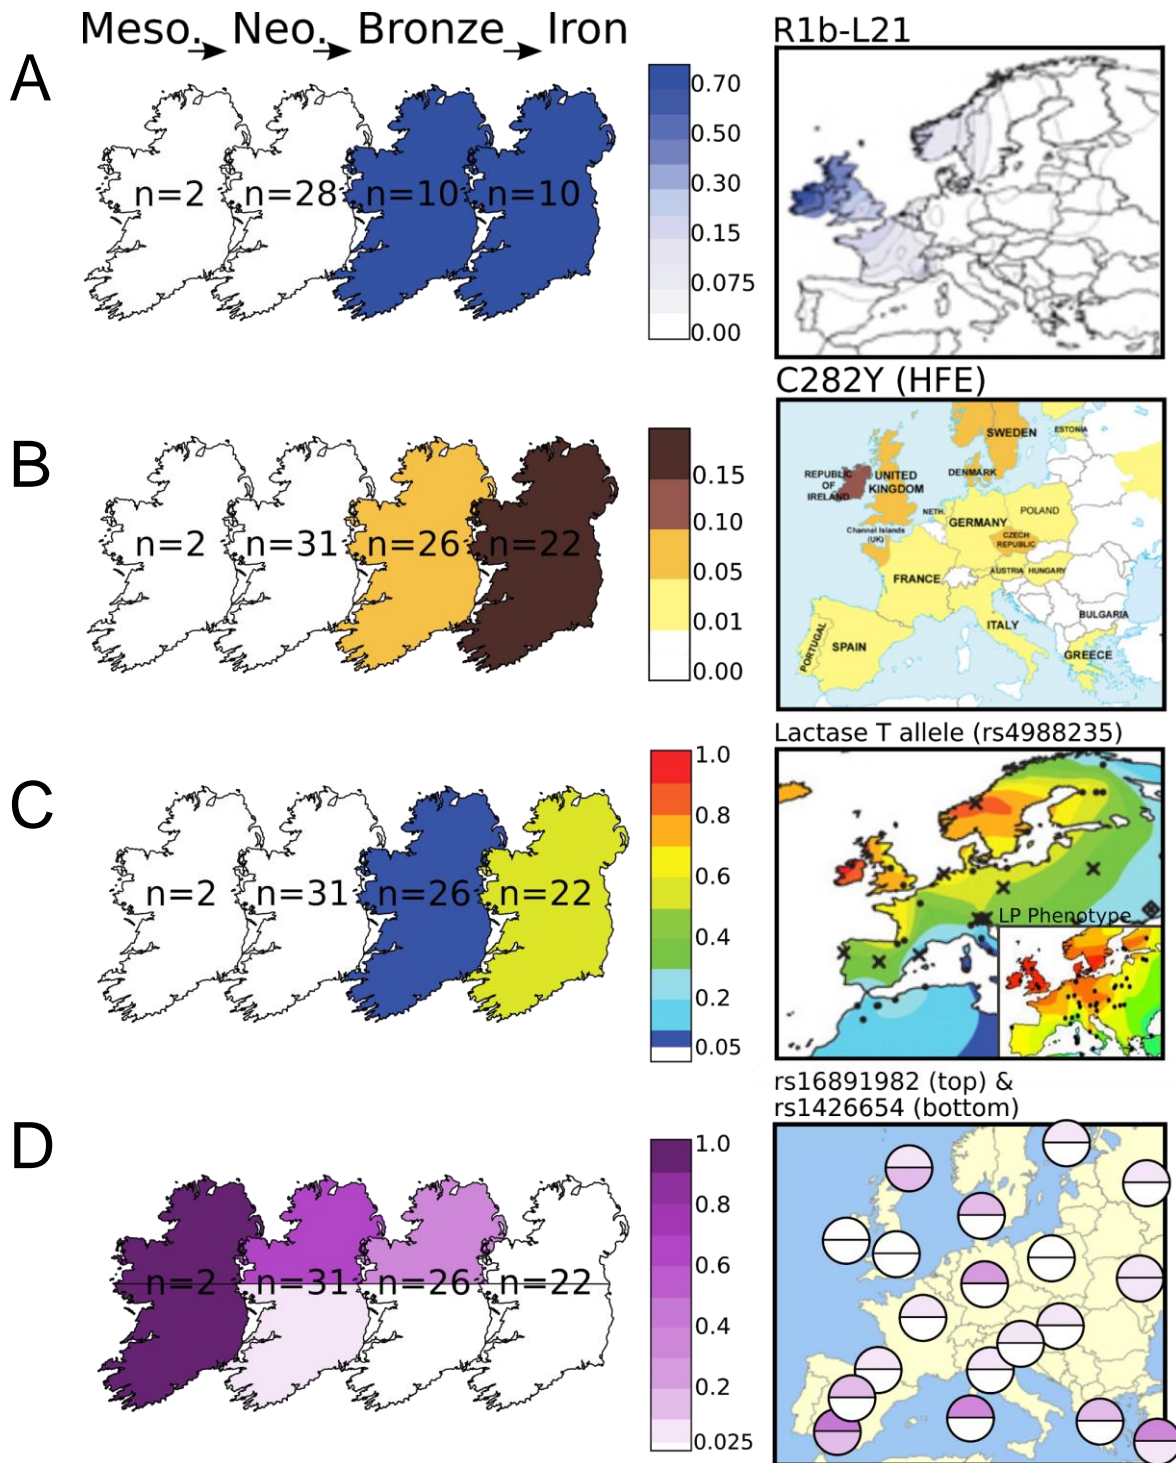 Meso. Neo. Bronze Iron
A
n=2 n=28 n=10 n=10
0.70
0.50
0.30
0.15
0.075
0.00
R1b-L21
B
n=2 n=31 n=26 n=22
0.15
0.10
0.05
0.01
0.00
C282Y (HFE)
SWEDEN
ESTONIA
REPUBLIC
OF
IRELAND
UNITED
KINGDOM
DENMARK
NETH.
GERMANY
POLAND
Channel Islands
(UK)
CZECH
REPUBLIC
FRANCE
AUSTRIA
HUNGARY
BULGARIA
ITALY
PORTUGAL
SPAIN
GREECE
C
n=2 n=31 n=26 n=22
1.0
0.8
0.6
0.4
0.2
0.05
Lactase T allele (rs4988235)
LP Phenotype
D
n=2 n=31 n=26 n=22
1.0
0.8
0.6
0.4
0.2
0.025
rs16891982 (top) &
rs1426654 (bottom)